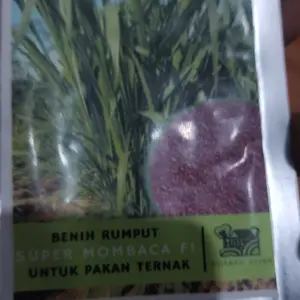 BENIH RUMPUT
SUPER MOMBACA F1
UNTUK PAKAN TERNAK